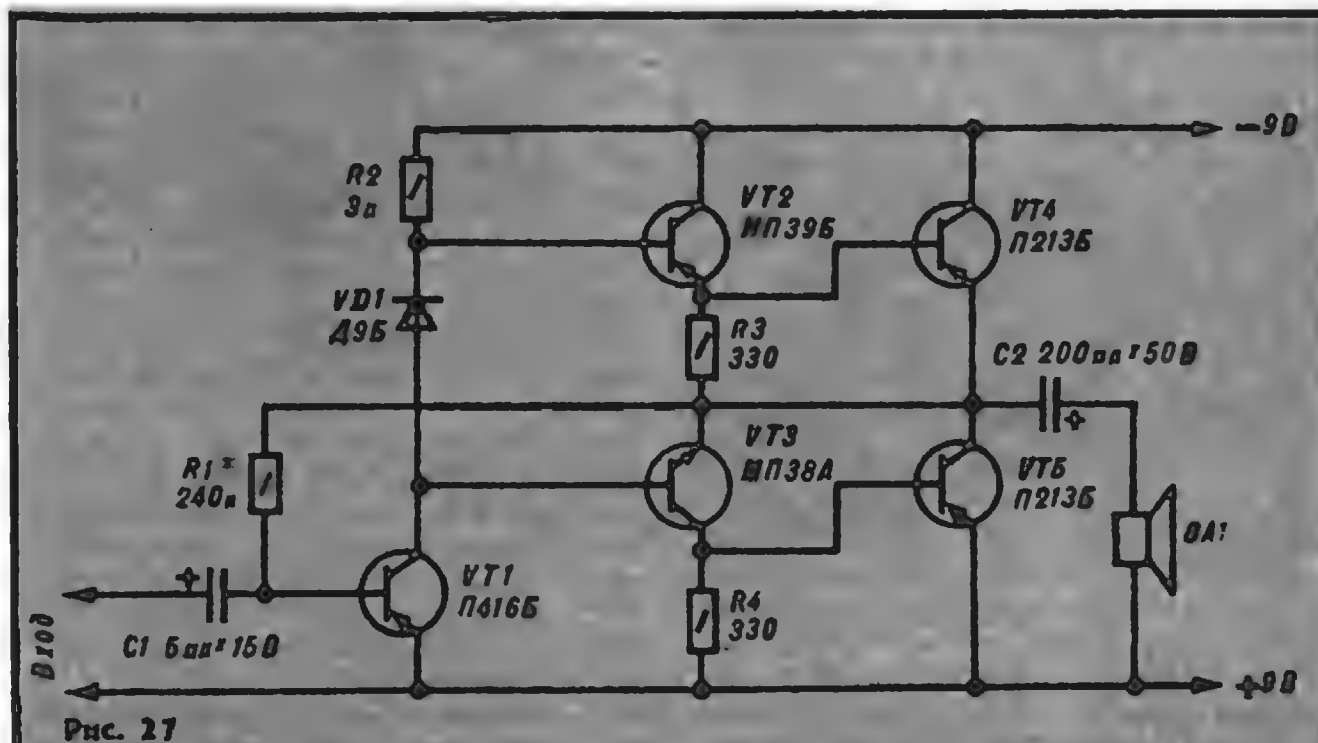 −9В
R2
3к
VT2
МП39Б
VT4
П213Б
VD1
Д9Б
R3
330
C2 200мк×50В
R1*
240к
VT3
МП38А
VT5
П213Б
ВА1
VT1
П416Б
R4
330
C1 5мк×15В
Вход
+9В
Рис. 27